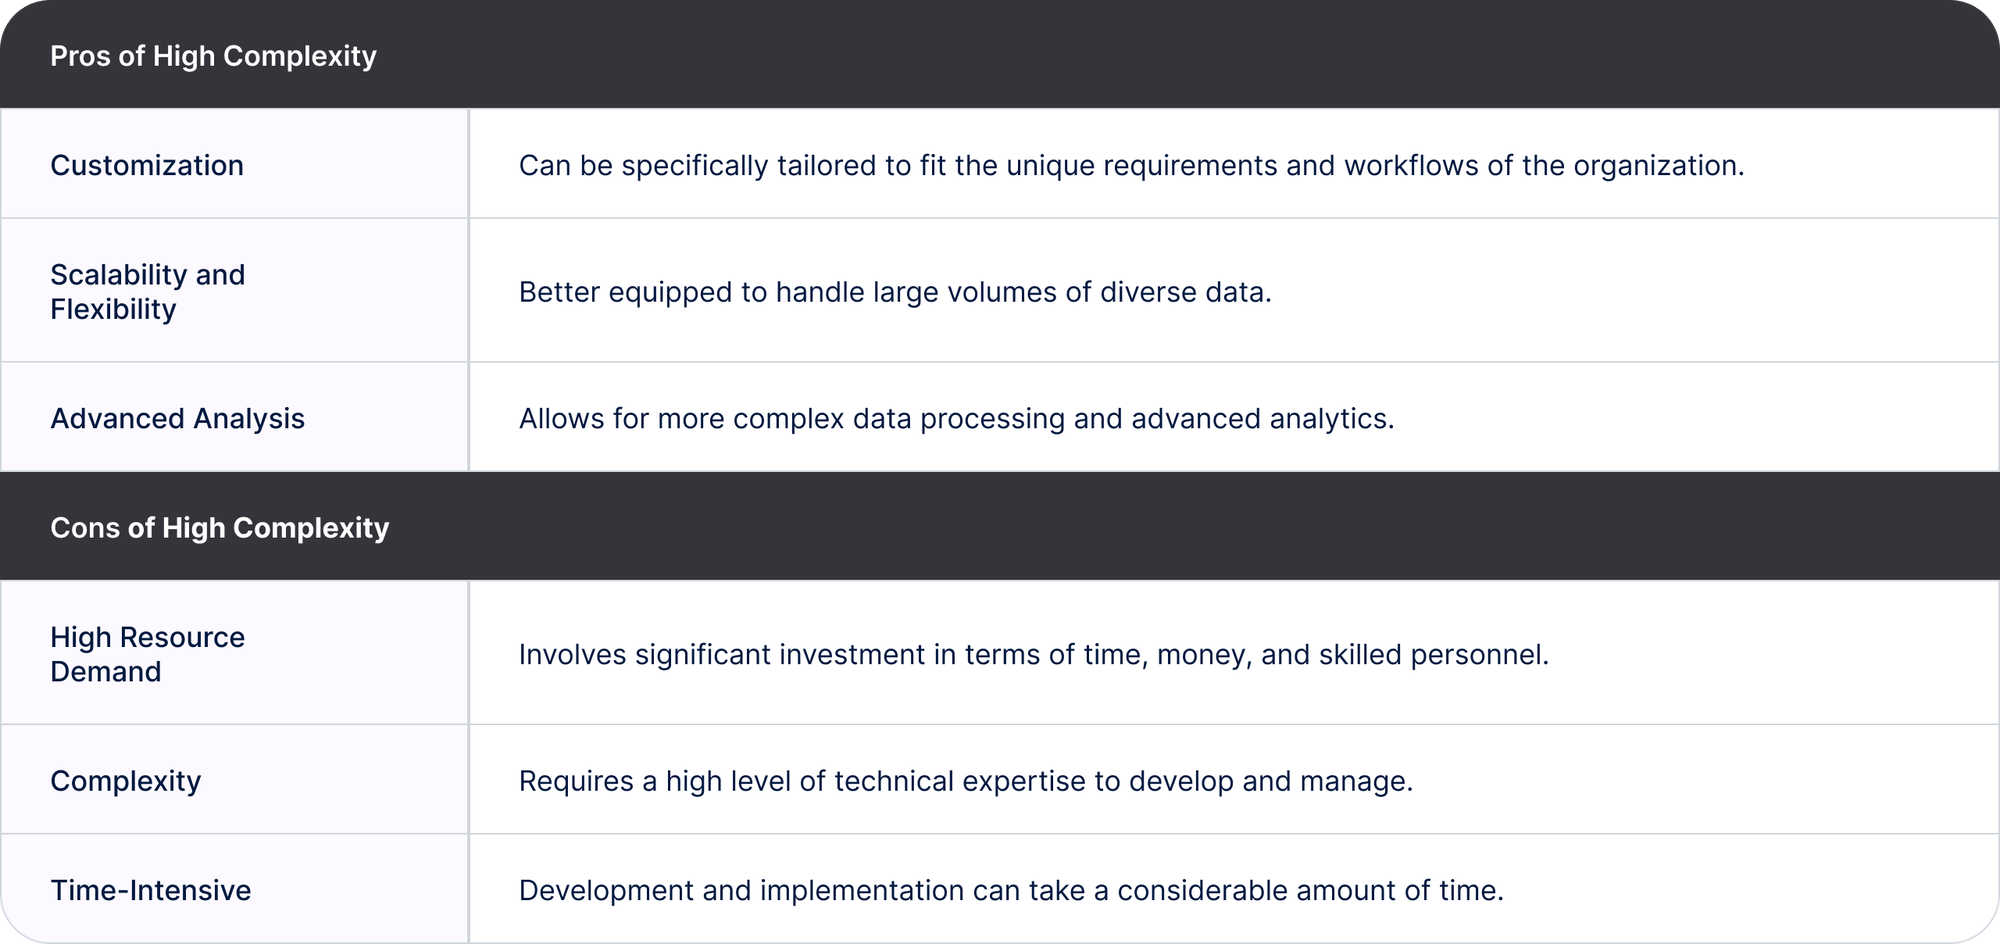 Pros of High Complexity
Customization
Can be specifically tailored to fit the unique requirements and workflows of the organization.
Scalability and
Flexibility
Better equipped to handle large volumes of diverse data.
Advanced Analysis
Allows for more complex data processing and advanced analytics.
Cons of High Complexity
High Resource
Demand
Involves significant investment in terms of time, money, and skilled personnel.
Complexity
Requires a high level of technical expertise to develop and manage.
Time-Intensive
Development and implementation can take a considerable amount of time.